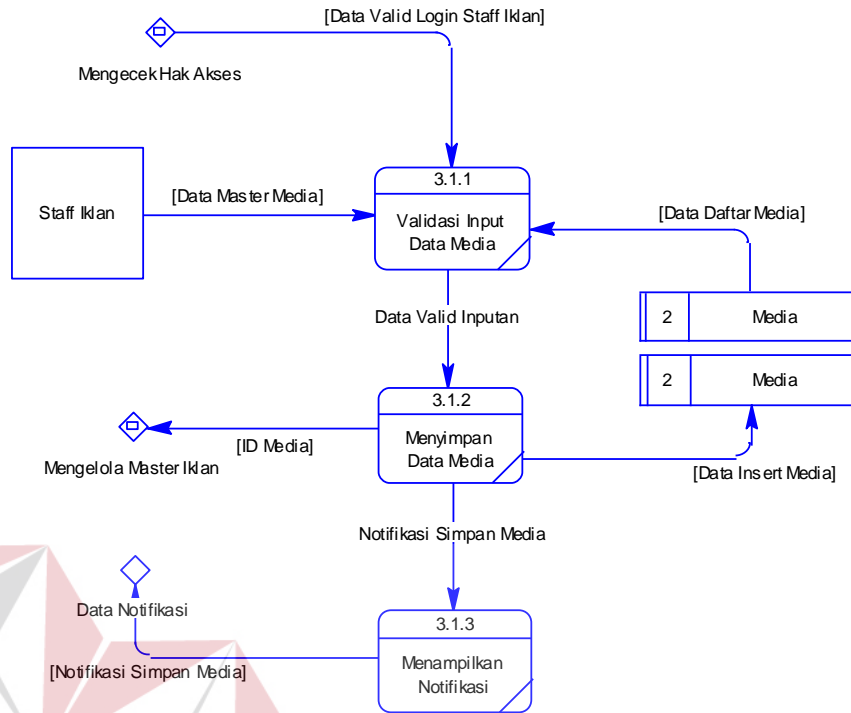 [Data Valid Login Staff Iklan]
Mengecek Hak Akses
3.1.1
Staff Iklan
[Data Master Media]
Validasi Input
Data Media
[Data Daftar Media]
2 Media
Data Valid Inputan
2 Media
3.1.2
Menyimpan
Data Media
[ID Media]
Mengelola Master Iklan
[Data Insert Media]
Notifikasi Simpan Media
Data Notifikasi
3.1.3
Menampilkan
Notifikasi
[Notifikasi Simpan Media]